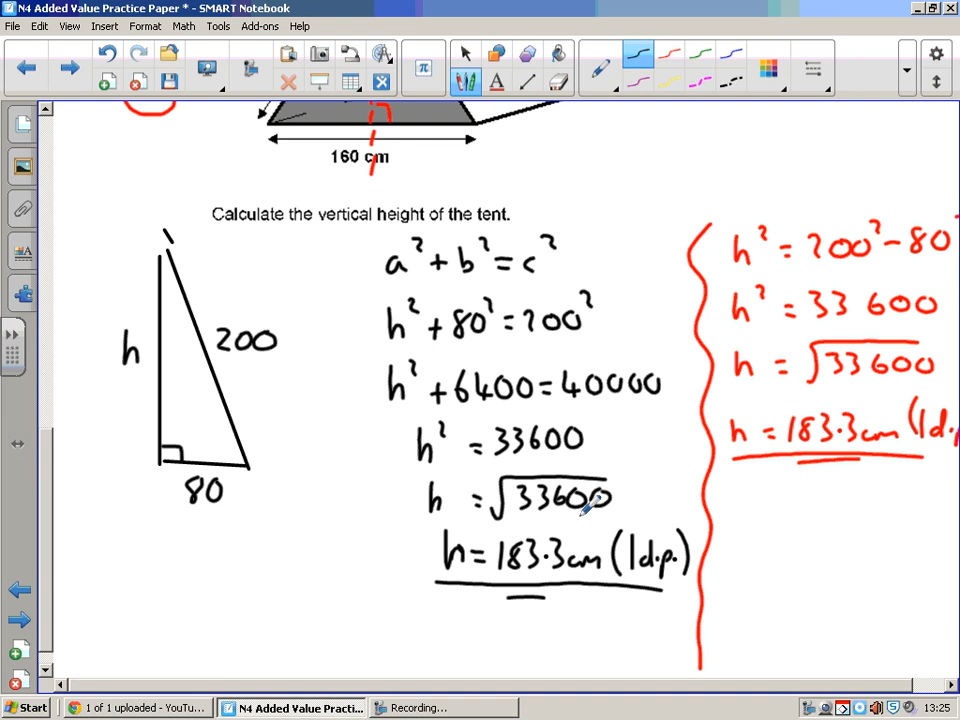 N4 Added Value Practice Paper * - SMART Notebook
File Edit View Insert Format Math Tools Add-ons Help
π
A
160 cm
Calculate the vertical height of the tent.
h
200
80
a² + b² = c²
h² + 80² = 200²
h² + 6400 = 40000
h² = 33600
h = √33600
h = 183.3cm (1d.p.)
h² = 200² - 80²
h² = 33 600
h = √33600
h = 183.3cm (1d.p
Start
1 of 1 uploaded - YouTu...
N4 Added Value Practi...
Recording...
13:25